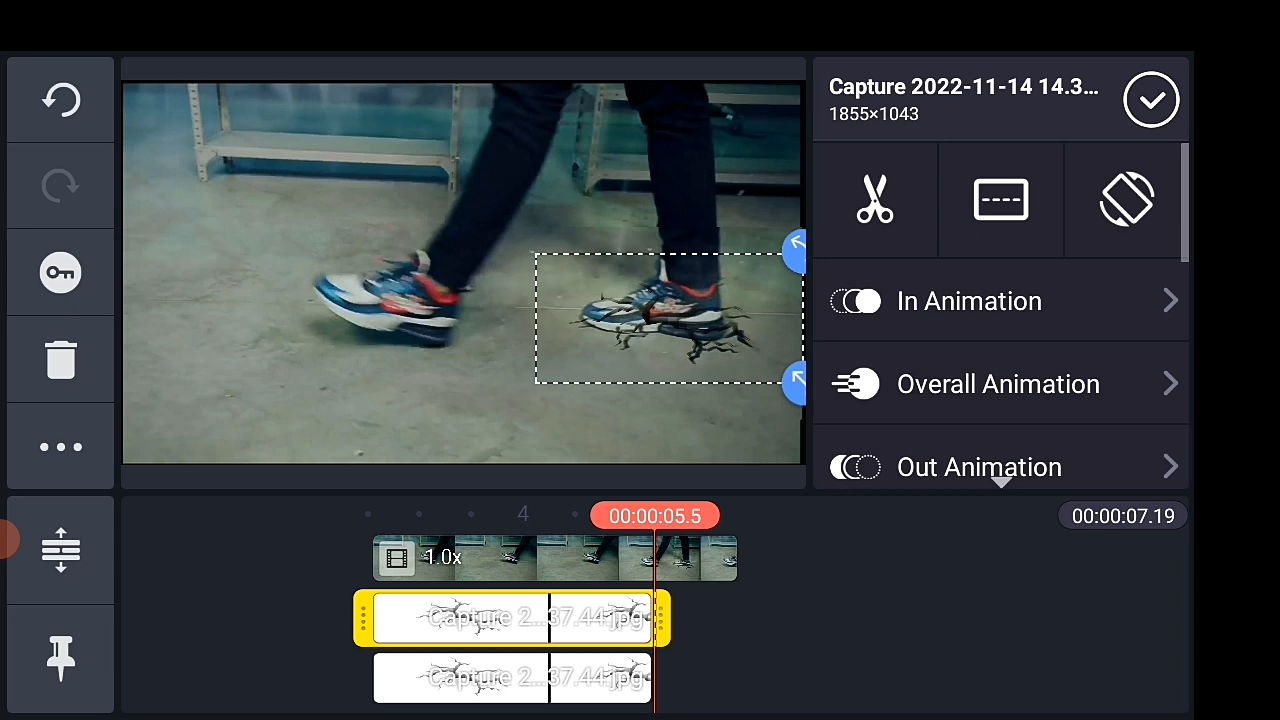 Capture 2022-11-14 14.3...
1855×1043
In Animation
Overall Animation
Out Animation
4
00:00:05.5
00:00:07.19
1.0x
Capture 2...37.44.jpg
Capture 2...37.44.jpg